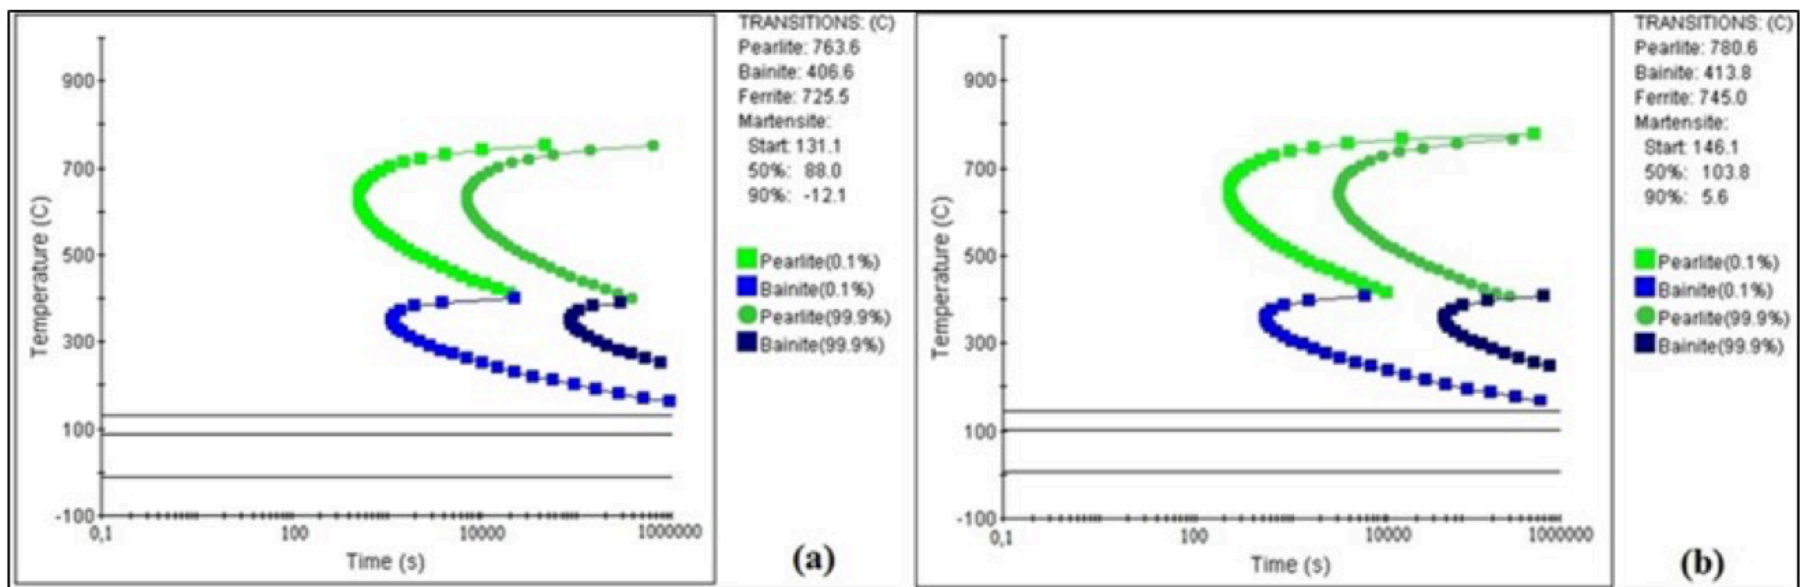 TRANSITIONS: (C)
Pearlite: 763.6
Bainite: 406.6
Ferrite: 725.5
Martensite:
Start: 131.1
50%: 88.0
90%: -12.1
Pearlite(0.1%)
Bainite(0.1%)
Pearlite(99.9%)
Bainite(99.9%)
Temperature (C)
900
700
500
300
100
-100
0,1
100
10000
1000000
Time (s)
(a)
TRANSITIONS: (C)
Pearlite: 780.6
Bainite: 413.8
Ferrite: 745.0
Martensite:
Start: 146.1
50%: 103.8
90%: 5.6
Pearlite(0.1%)
Bainite(0.1%)
Pearlite(99.9%)
Bainite(99.9%)
Temperature (C)
900
700
500
300
100
-100
0,1
100
10000
1000000
Time (s)
(b)